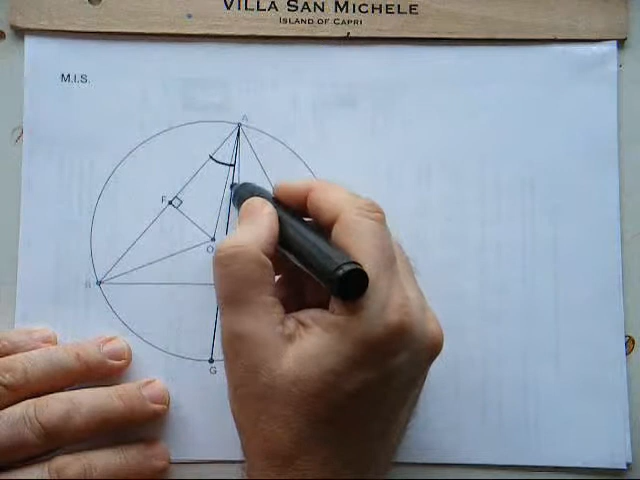 VILLA SAN MICHELE
ISLAND OF CAPRI
M.I.S.
A
F
O
B
G